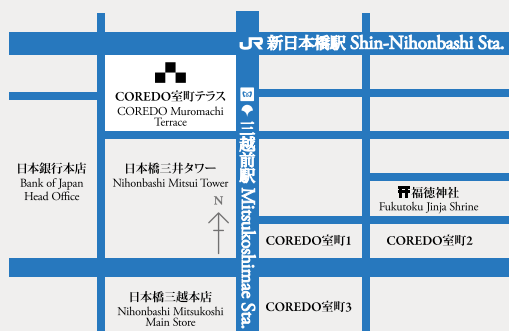 JR 新日本橋駅 Shin-Nihonbashi Sta.
COREDO室町テラス
COREDO Muromachi
Terrace
三越前駅 Mitsukoshimae Sta.
日本銀行本店
Bank of Japan
Head Office
日本橋三井タワー
Nihonbashi Mitsui Tower
N
福徳神社
Fukutoku Jinja Shrine
COREDO室町1
COREDO室町2
日本橋三越本店
Nihonbashi Mitsukoshi
Main Store
COREDO室町3